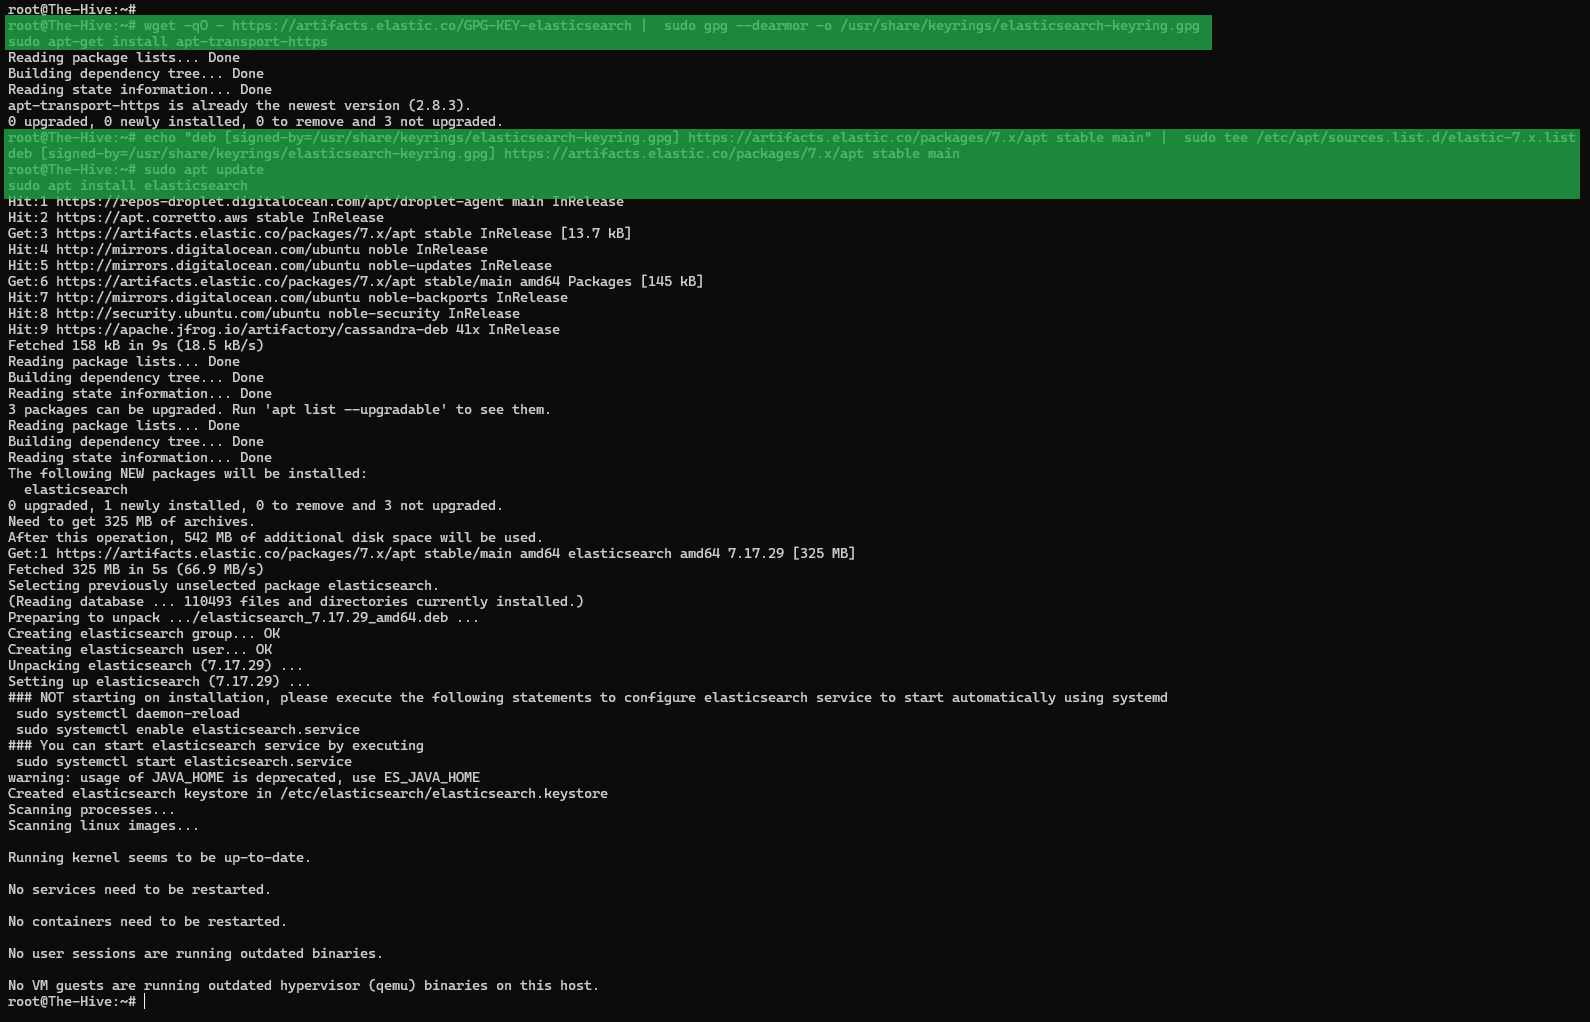 root@The-Hive:~#
root@The-Hive:~# wget -qO - https://artifacts.elastic.co/GPG-KEY-elasticsearch |  sudo gpg --dearmor -o /usr/share/keyrings/elasticsearch-keyring.gpg
sudo apt-get install apt-transport-https
Reading package lists... Done
Building dependency tree... Done
Reading state information... Done
apt-transport-https is already the newest version (2.8.3).
0 upgraded, 0 newly installed, 0 to remove and 3 not upgraded.
root@The-Hive:~# echo "deb [signed-by=/usr/share/keyrings/elasticsearch-keyring.gpg] https://artifacts.elastic.co/packages/7.x/apt stable main" |  sudo tee /etc/apt/sources.list.d/elastic-7.x.list
deb [signed-by=/usr/share/keyrings/elasticsearch-keyring.gpg] https://artifacts.elastic.co/packages/7.x/apt stable main
root@The-Hive:~# sudo apt update
sudo apt install elasticsearch
Hit:1 https://repos-droplet.digitalocean.com/apt/droplet-agent main InRelease
Hit:2 https://apt.corretto.aws stable InRelease
Get:3 https://artifacts.elastic.co/packages/7.x/apt stable InRelease [13.7 kB]
Hit:4 http://mirrors.digitalocean.com/ubuntu noble InRelease
Hit:5 http://mirrors.digitalocean.com/ubuntu noble-updates InRelease
Get:6 https://artifacts.elastic.co/packages/7.x/apt stable/main amd64 Packages [145 kB]
Hit:7 http://mirrors.digitalocean.com/ubuntu noble-backports InRelease
Hit:8 http://security.ubuntu.com/ubuntu noble-security InRelease
Hit:9 https://apache.jfrog.io/artifactory/cassandra-deb 41x InRelease
Fetched 158 kB in 9s (18.5 kB/s)
Reading package lists... Done
Building dependency tree... Done
Reading state information... Done
3 packages can be upgraded. Run 'apt list --upgradable' to see them.
Reading package lists... Done
Building dependency tree... Done
Reading state information... Done
The following NEW packages will be installed:
  elasticsearch
0 upgraded, 1 newly installed, 0 to remove and 3 not upgraded.
Need to get 325 MB of archives.
After this operation, 542 MB of additional disk space will be used.
Get:1 https://artifacts.elastic.co/packages/7.x/apt stable/main amd64 elasticsearch amd64 7.17.29 [325 MB]
Fetched 325 MB in 5s (66.9 MB/s)
Selecting previously unselected package elasticsearch.
(Reading database ... 110493 files and directories currently installed.)
Preparing to unpack .../elasticsearch_7.17.29_amd64.deb ...
Creating elasticsearch group... OK
Creating elasticsearch user... OK
Unpacking elasticsearch (7.17.29) ...
Setting up elasticsearch (7.17.29) ...
### NOT starting on installation, please execute the following statements to configure elasticsearch service to start automatically using systemd
 sudo systemctl daemon-reload
 sudo systemctl enable elasticsearch.service
### You can start elasticsearch service by executing
 sudo systemctl start elasticsearch.service
warning: usage of JAVA_HOME is deprecated, use ES_JAVA_HOME
Created elasticsearch keystore in /etc/elasticsearch/elasticsearch.keystore
Scanning processes...
Scanning linux images...
Running kernel seems to be up-to-date.
No services need to be restarted.
No containers need to be restarted.
No user sessions are running outdated binaries.
No VM guests are running outdated hypervisor (qemu) binaries on this host.
root@The-Hive:~#